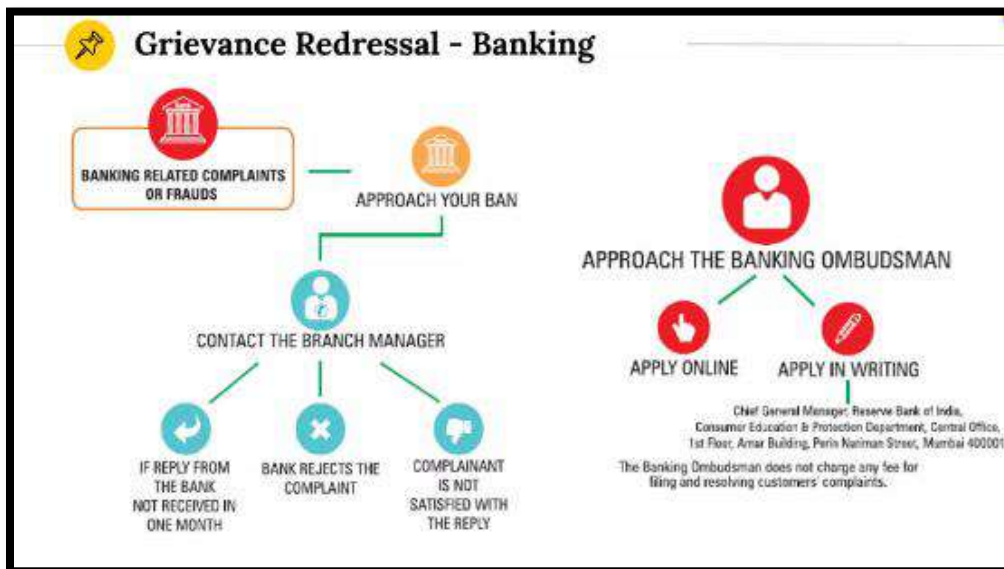 Grievance Redressal - Banking
Bank
BANKING RELATED COMPLAINTS
OR FRAUDS
APPROACH YOUR BAN
CONTACT THE BRANCH MANAGER
IF REPLY FROM
THE BANK
NOT RECEIVED IN
ONE MONTH
BANK REJECTS THE
COMPLAINT
COMPLAINANT
IS NOT
SATISFIED WITH
THE REPLY
APPROACH THE BANKING OMBUDSMAN
APPLY ONLINE
APPLY IN WRITING
Chief General Manager, Reserve Bank of India,
Consumer Education & Protection Department, Central Office,
1st Floor, Amar Building, Perin Nariman Street, Mumbai 400001
The Banking Ombudsman does not charge any fee for
filing and resolving customers' complaints.